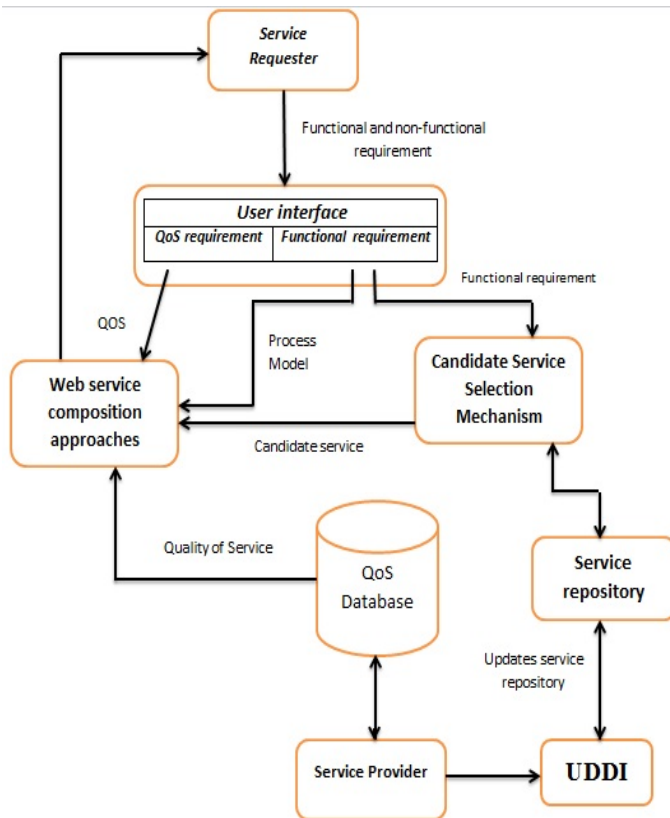 Service
Requester
Functional and non-functional
requirement
User interface
QoS requirement
Functional requirement
Functional requirement
QOS
Process
Model
Web service
composition
approaches
Candidate Service
Selection
Mechanism
Candidate service
Quality of Service
QoS
Database
Service
repository
Updates service
repository
Service Provider
UDDI